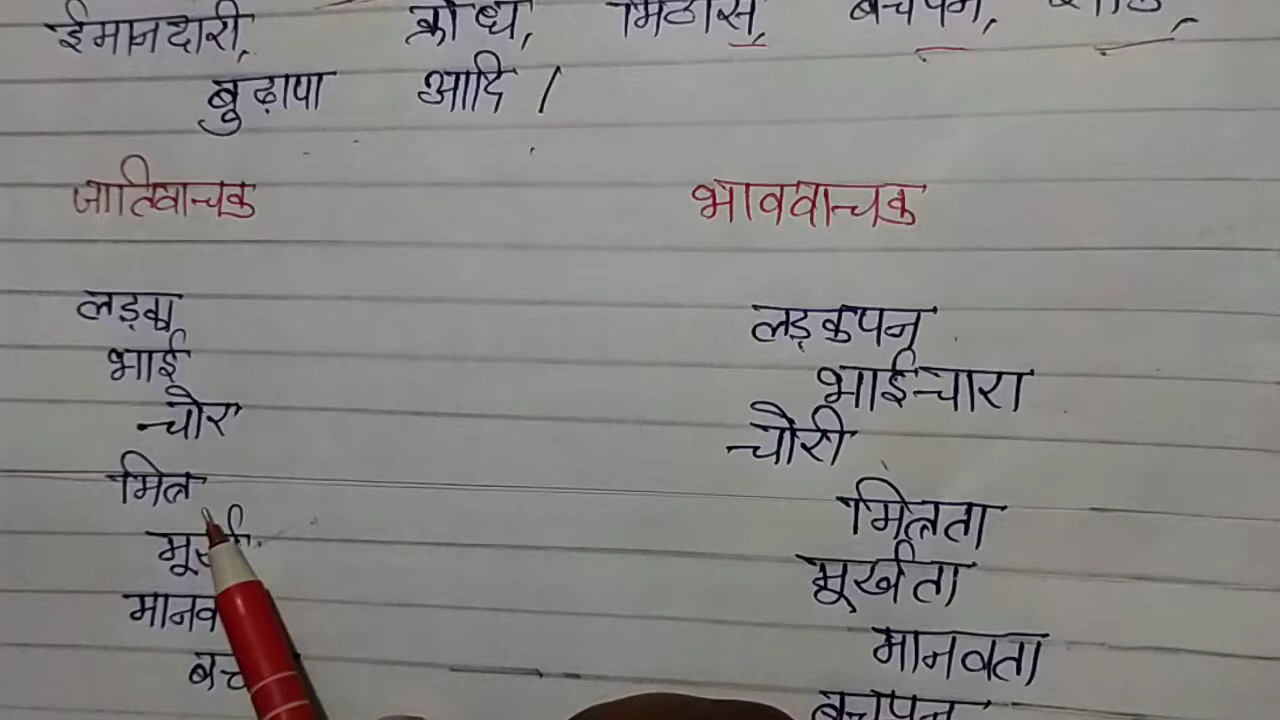 ईमानदारी, क्रोध, मिठास, बचपन,
बुढ़ापा आदि ।
जातिवाचक भाववाचक
लड़का लड़कपन
भाई भाईचारा
चोर चोरी
मित्र मित्रता
मूर्खता
मानव मानवता
बचपन